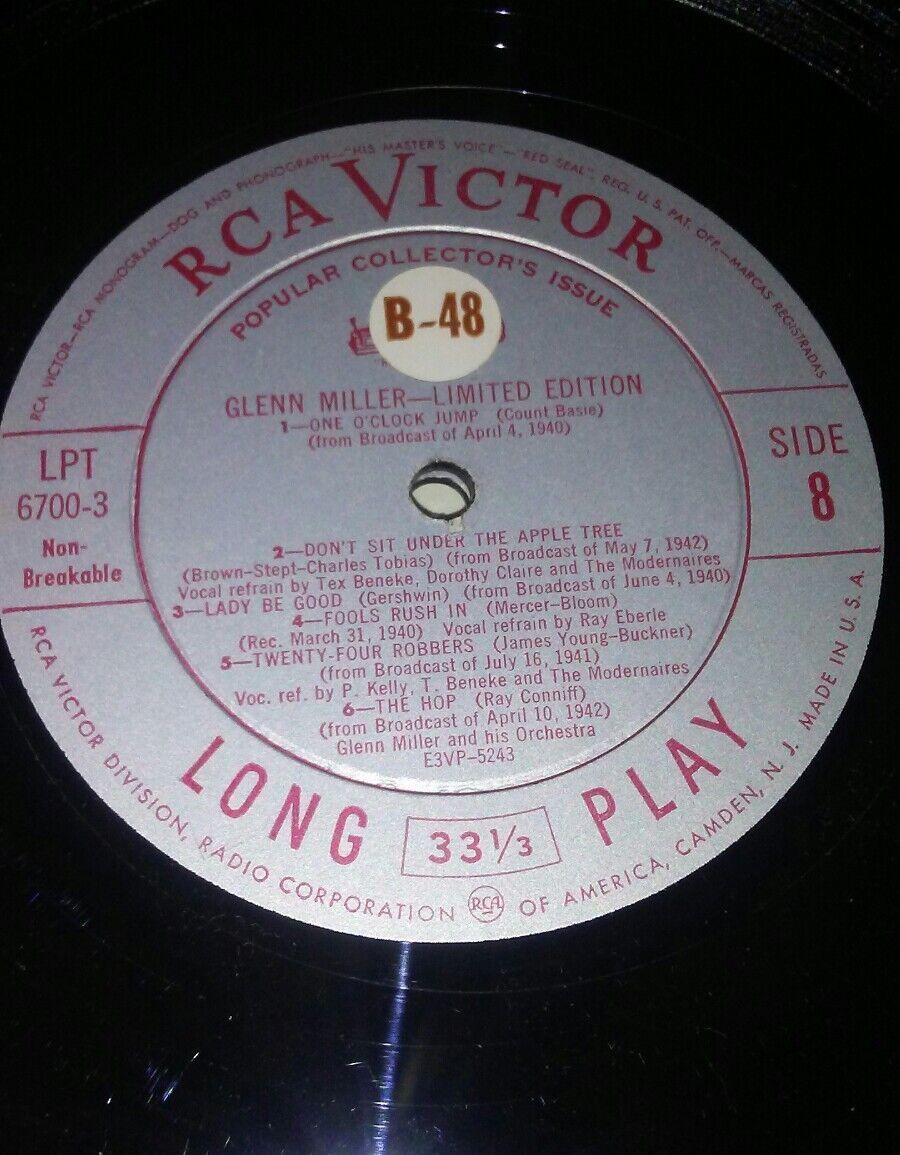 RCA VICTOR—RCA MONOGRAM—DOG AND PHONOGRAPH—"HIS MASTER'S VOICE"—"RED SEAL", REG. U.S. PAT. OFF.—MARCAS REGISTRADAS
RCA VICTOR
POPULAR COLLECTOR'S ISSUE
B-48
GLENN MILLER—LIMITED EDITION
1—ONE O'CLOCK JUMP (Count Basie)
(from Broadcast of April 4, 1940)
LPT
6700-3
Non-
Breakable
SIDE
8
2—DON'T SIT UNDER THE APPLE TREE
(Brown-Stept-Charles Tobias) (from Broadcast of May 7, 1942)
Vocal refrain by Tex Beneke, Dorothy Claire and The Modernaires
3—LADY BE GOOD (Gershwin) (from Broadcast of June 4, 1940)
4—FOOLS RUSH IN (Mercer-Bloom)
(Rec. March 31, 1940) Vocal refrain by Ray Eberle
5—TWENTY-FOUR ROBBERS (James Young-Buckner)
(from Broadcast of July 16, 1941)
Voc. ref. by P. Kelly, T. Beneke and The Modernaires
6—THE HOP (Ray Conniff)
(from Broadcast of April 10, 1942)
Glenn Miller and his Orchestra
E3VP-5243
LONG 33 1/3 PLAY
RCA VICTOR DIVISION, RADIO CORPORATION RCA OF AMERICA, CAMDEN, N. J. MADE IN U. S. A.